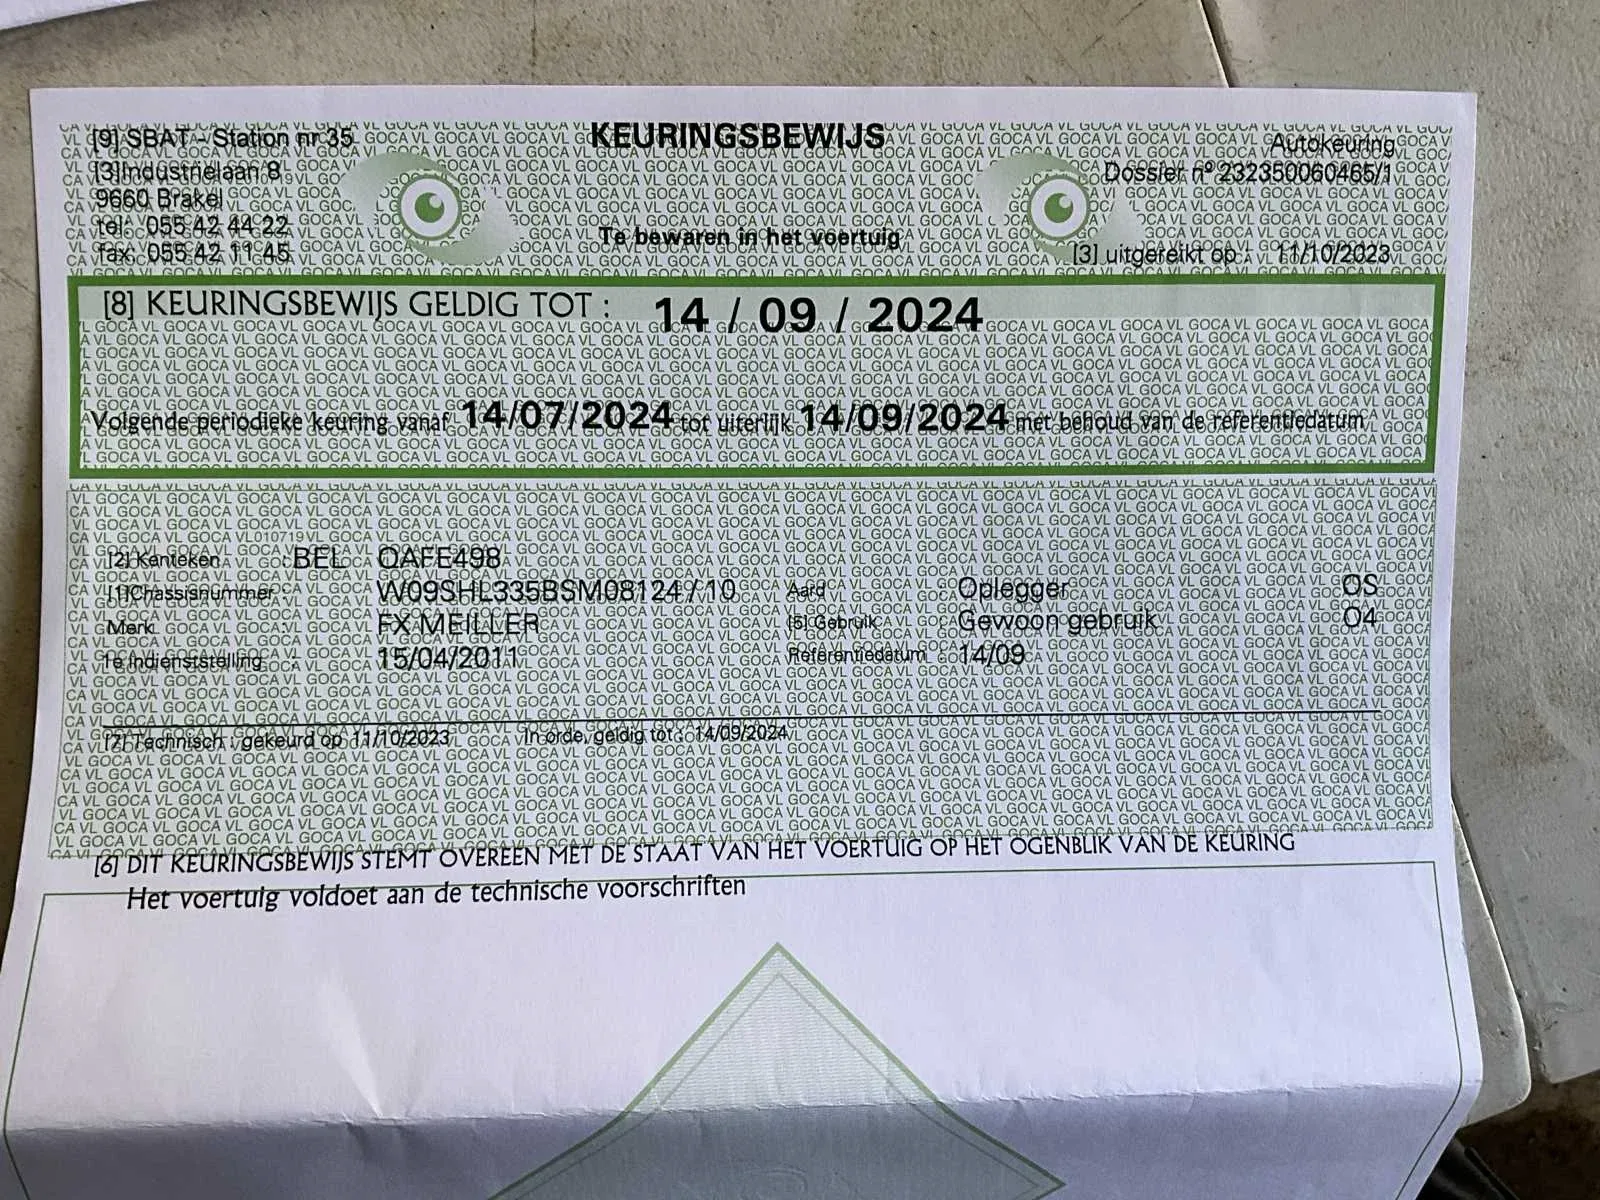 [9] SBAT - Station nr 35
[3]Industriëlaan 8
9660 Brakel
tel: 055 42 44 22
fax: 055 42 11 45
KEURINGSBEWIJS
Te bewaren in het voertuig
Autokeuring
Dossier n° 232350060465/1
[3] uitgereikt op : 11/10/2023
[8] KEURINGSBEWIJS GELDIG TOT : 14 / 09 / 2024
Volgende periodieke keuring vanaf 14/07/2024 tot uiterlijk 14/09/2024 met behoud van de referentiedatum
VL010719
[2] Kenteken : BEL QAFE498
[1]Chassisnummer : W09SHL335BSM08124 / 10 Aard : Oplegger OS
Merk : FX MEILLER [5] Gebruik : Gewoon gebruik O4
1e Indienststelling : 15/04/2011 Referentiedatum : 14/09
[7] Technisch : gekeurd op 11/10/2023 In orde, geldig tot : 14/09/2024
[6] DIT KEURINGSBEWIJS STEMT OVEREEN MET DE STAAT VAN HET VOERTUIG OP HET OGENBLIK VAN DE KEURING
Het voertuig voldoet aan de technische voorschriften